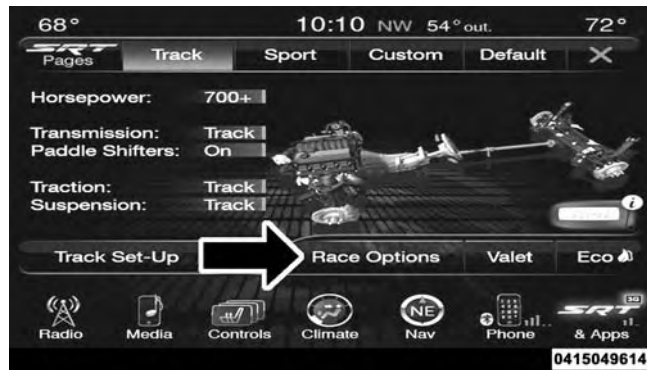 68° 10:10 NW 54° out. 72°
SRT Pages Track Sport Custom Default X
Horsepower: 700+
Transmission: Track
Paddle Shifters: On
Traction: Track
Suspension: Track
i
Track Set-Up Race Options Valet Eco
NE 3G
SRT
Radio Media Controls Climate Nav Phone & Apps
0415049614